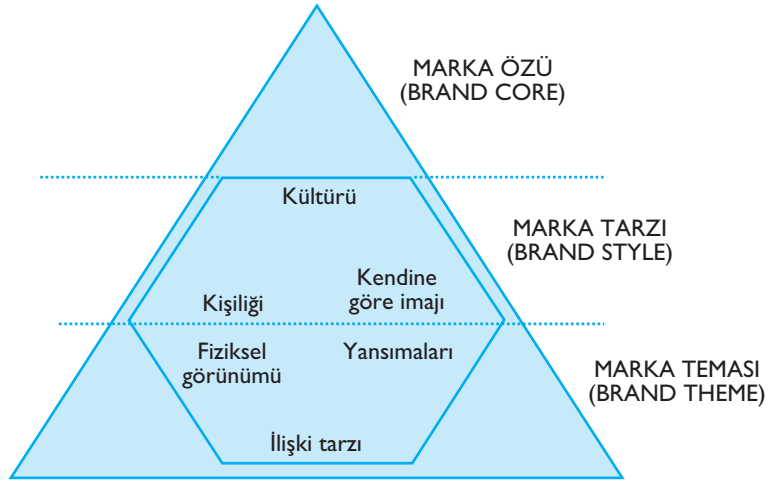 MARKA ÖZÜ
(BRAND CORE)
Kültürü
MARKA TARZI
(BRAND STYLE)
Kişiliği
Kendine
göre imajı
Fiziksel
görünümü
Yansımaları
MARKA TEMASI
(BRAND THEME)
İlişki tarzı